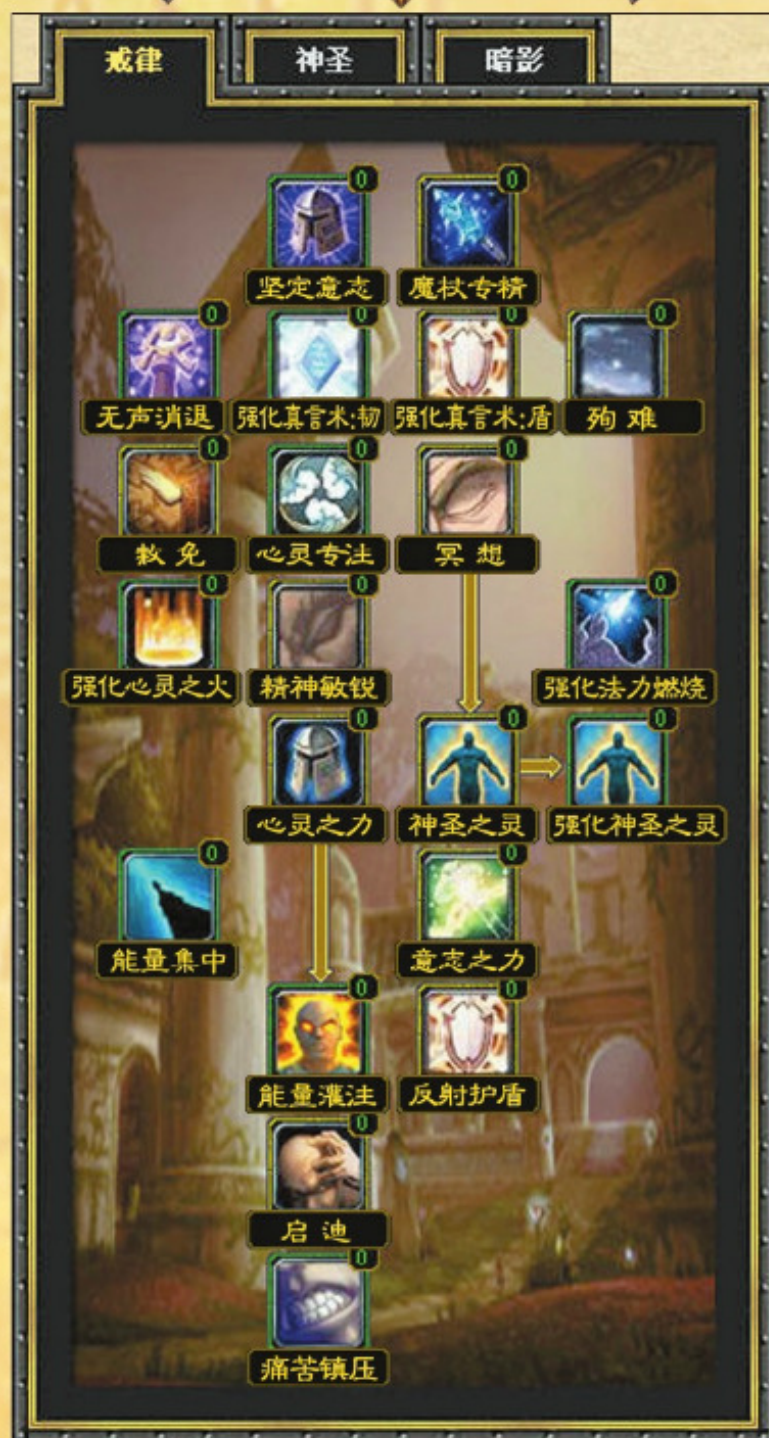 戒律 神圣 暗影
0 0
坚定意志 魔杖专精
0 0 0 0
无声消退 强化真言术:韧 强化真言术:盾 殉难
0 0 0
赦免 心灵专注 冥想
0 0 0
强化心灵之火 精神敏锐 强化法力燃烧
0 0 0
心灵之力 神圣之灵 强化神圣之灵
0 0
能量集中 意志之力
0 0
能量灌注 反射护盾
0
启迪
0
痛苦镇压